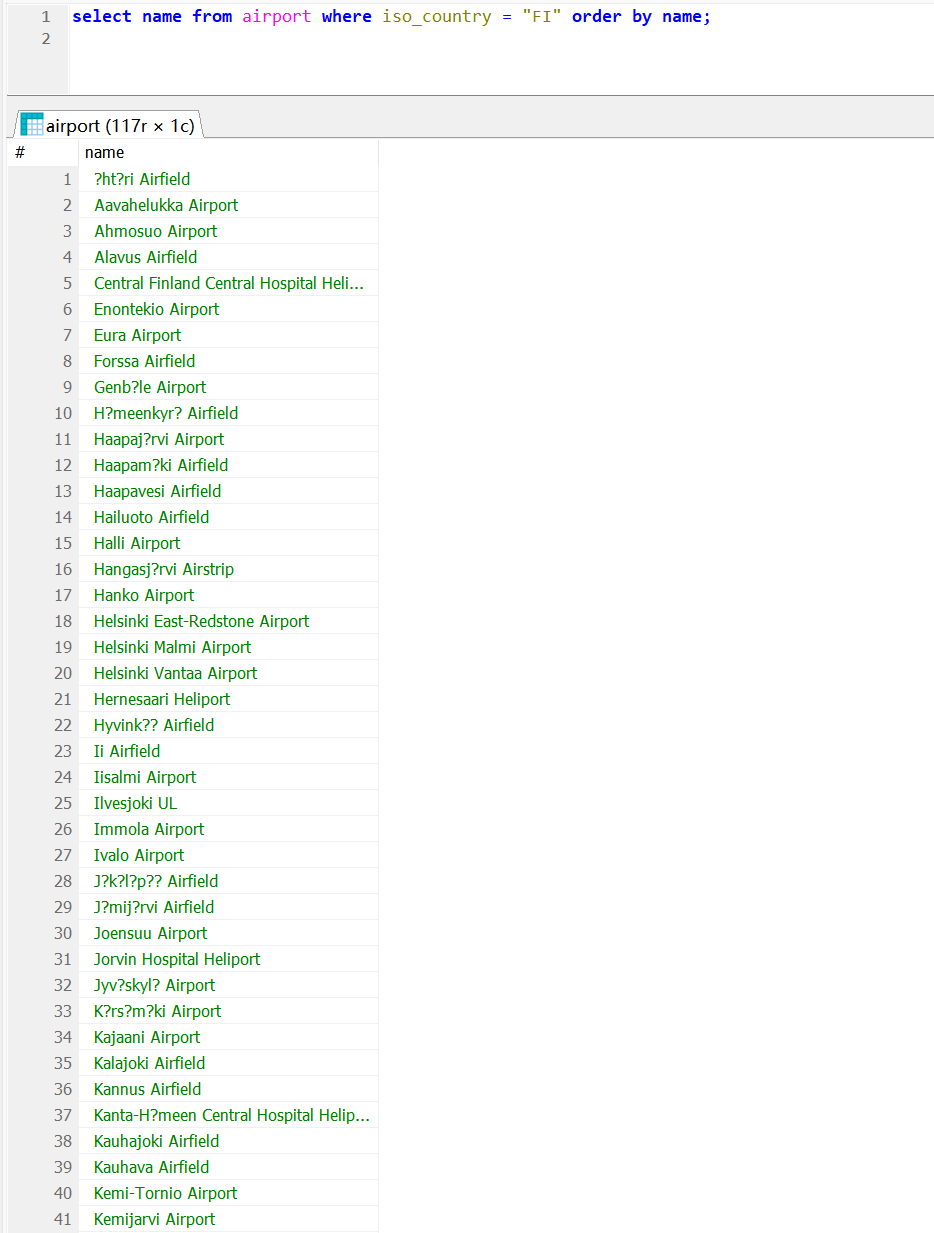 1 select name from airport where iso_country = "FI" order by name;
2
airport (117r × 1c)
# name
1 ?ht?ri Airfield
2 Aavahelukka Airport
3 Ahmosuo Airport
4 Alavus Airfield
5 Central Finland Central Hospital Heli...
6 Enontekio Airport
7 Eura Airport
8 Forssa Airfield
9 Genb?le Airport
10 H?meenkyr? Airfield
11 Haapaj?rvi Airport
12 Haapam?ki Airfield
13 Haapavesi Airfield
14 Hailuoto Airfield
15 Halli Airport
16 Hangasj?rvi Airstrip
17 Hanko Airport
18 Helsinki East-Redstone Airport
19 Helsinki Malmi Airport
20 Helsinki Vantaa Airport
21 Hernesaari Heliport
22 Hyvink?? Airfield
23 Ii Airfield
24 Iisalmi Airport
25 Ilvesjoki UL
26 Immola Airport
27 Ivalo Airport
28 J?k?l?p?? Airfield
29 J?mij?rvi Airfield
30 Joensuu Airport
31 Jorvin Hospital Heliport
32 Jyv?skyl? Airport
33 K?rs?m?ki Airport
34 Kajaani Airport
35 Kalajoki Airfield
36 Kannus Airfield
37 Kanta-H?meen Central Hospital Help...
38 Kauhajoki Airfield
39 Kauhava Airfield
40 Kemi-Tornio Airport
41 Kemijarvi Airport